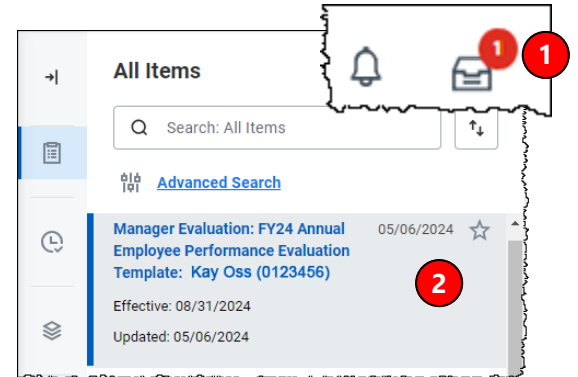 1
1
All Items
Search: All Items
Advanced Search
Manager Evaluation: FY24 Annual 05/06/2024
Employee Performance Evaluation
Template: Kay Oss (0123456)
2
Effective: 08/31/2024
Updated: 05/06/2024